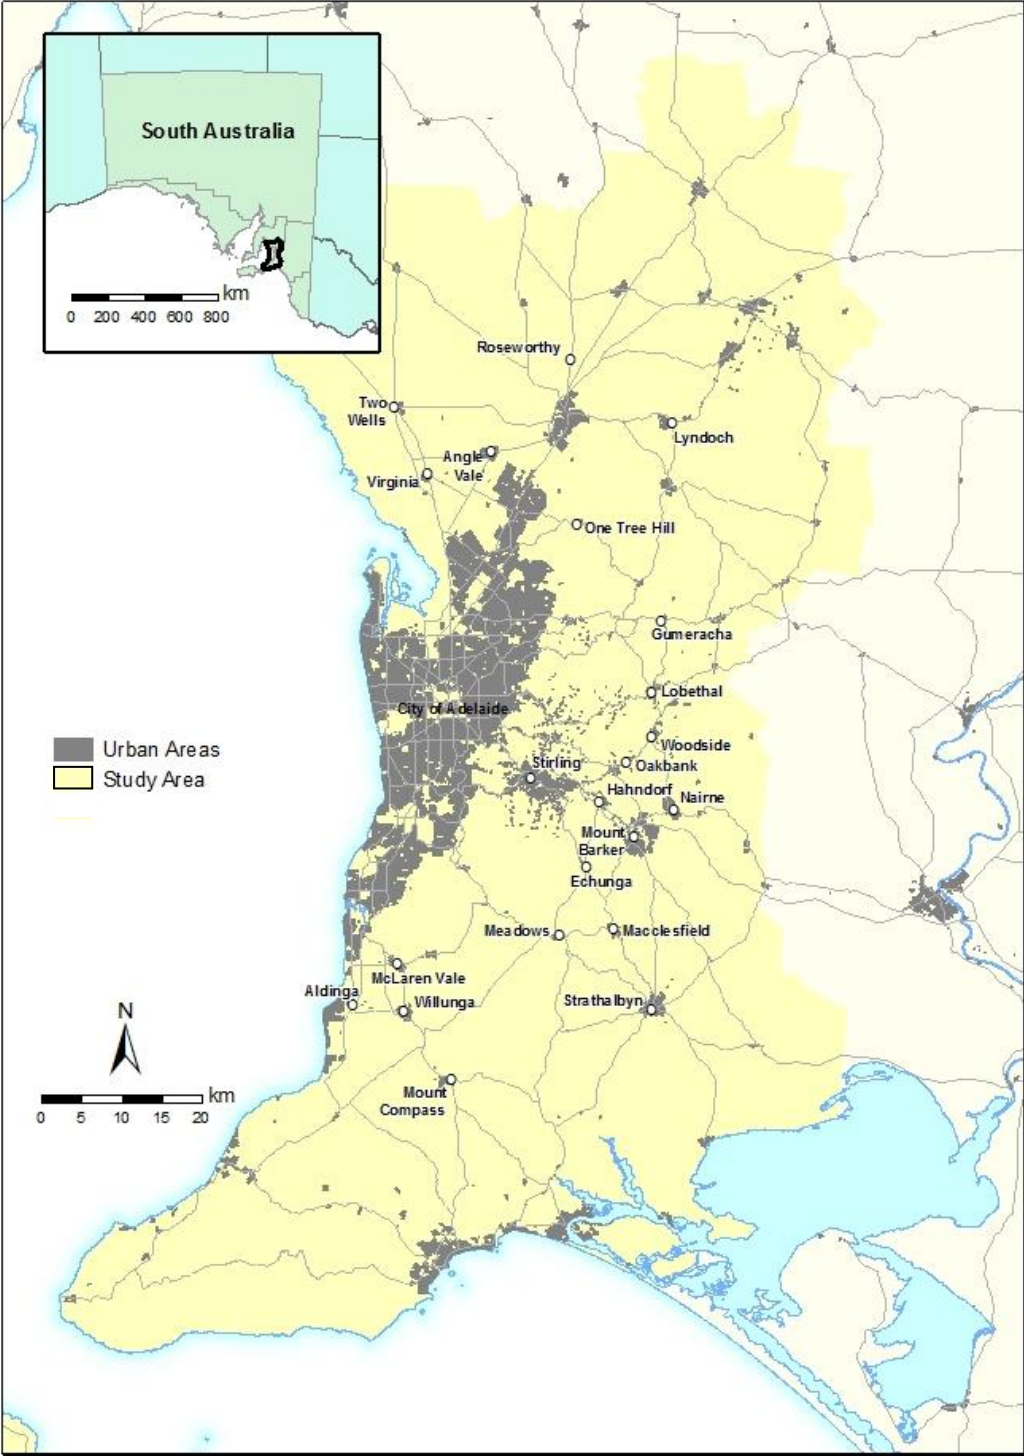 South Australia
km
0 200 400 600 800
Roseworthy
Two
Wells
Lyndoch
Angle
Vale
Virginia
One Tree Hill
Gumeracha
Lobethal
City of Adelaide
Woodside
Urban Areas
Stirling
Oakbank
Study Area
Hahndorf
Nairne
Mount
Barker
Echunga
Meadows
Macclesfield
McLaren Vale
Aldinga
Willunga
Strathalbyn
N
km
0 5 10 15 20
Mount
Compass